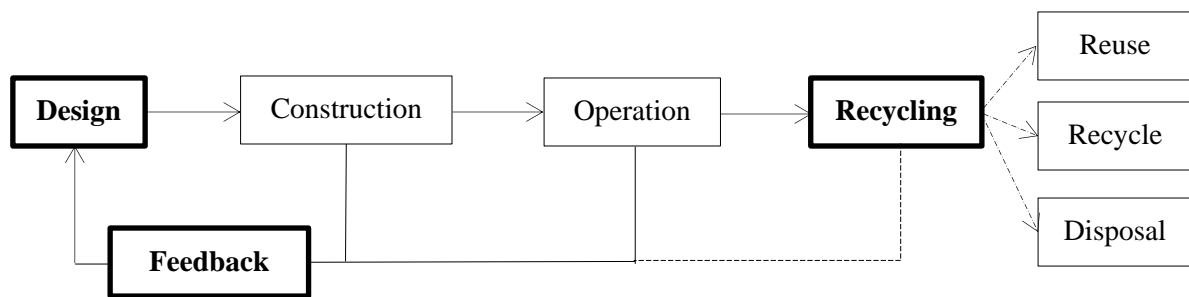 Design
Construction
Operation
Recycling
Reuse
Recycle
Disposal
Feedback